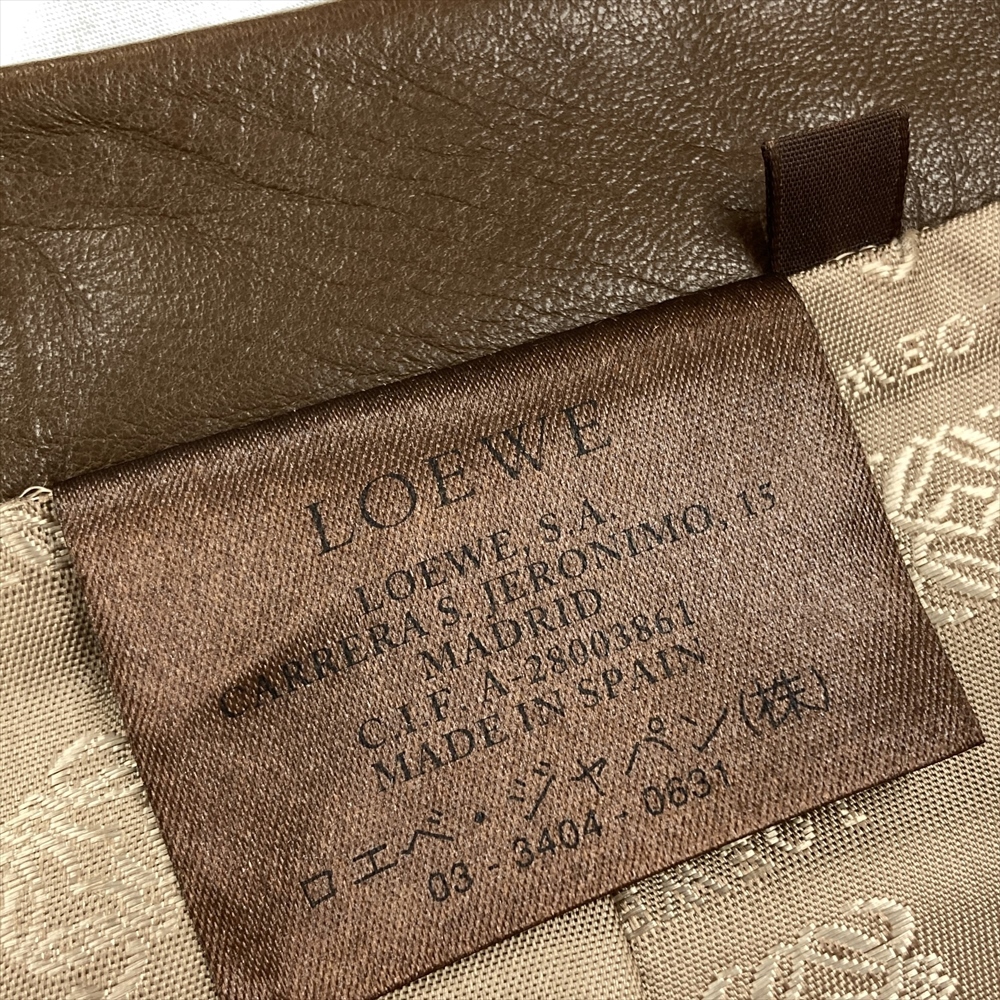 LOEWE
LOEWE, S.A.
CARRERA S. JERONIMO, 15
MADRID
C.I.F. A-28003861
MADE IN SPAIN
ロエベ・ジャパン(株)
03-3404-0631